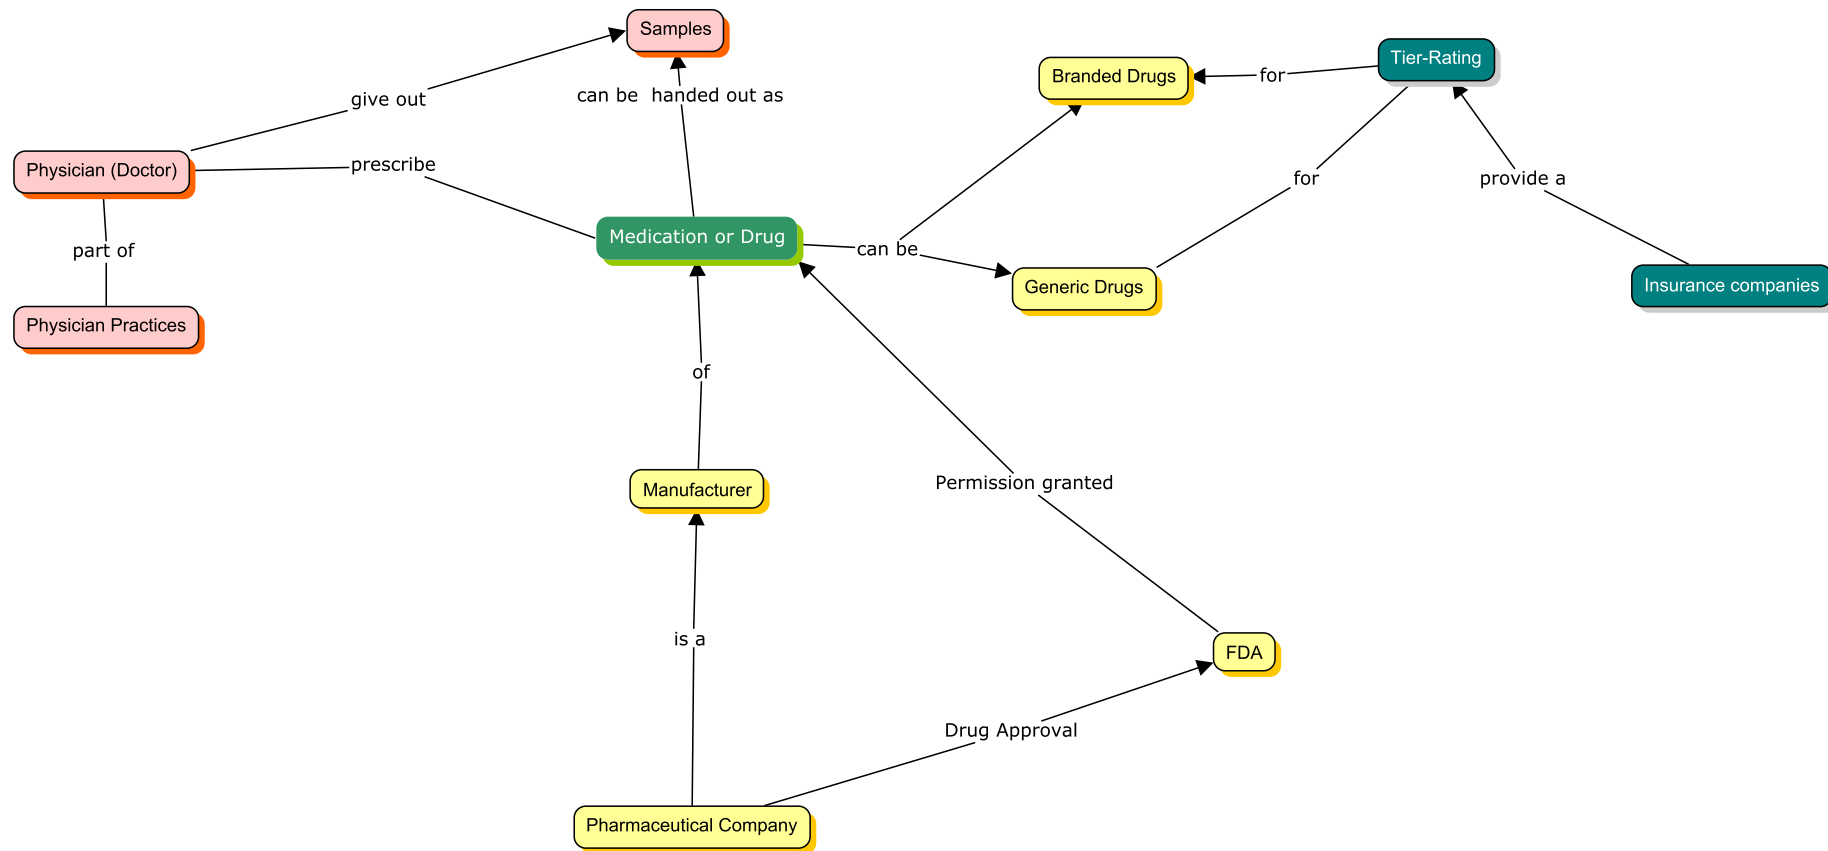 Samples
Branded Drugs
for
Tier-Rating
give out
can be  handed out as
Physician (Doctor)
prescribe
for
provide a
part of
Medication or Drug
can be
Generic Drugs
Insurance companies
Physician Practices
of
Manufacturer
Permission granted
is a
FDA
Drug Approval
Pharmaceutical Company